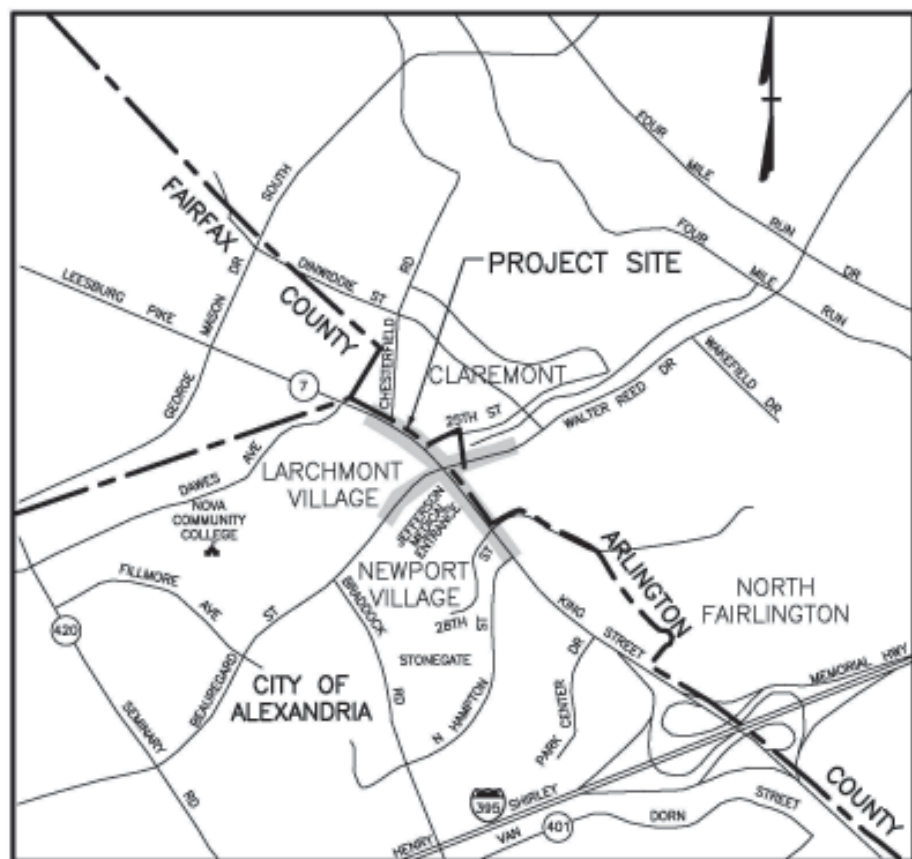 FOUR
MILE
RUN
DR
FOUR
MILE
RUN
SOUTH
FAIRFAX
COUNTY
DINWIDDIE ST
CHESTERFIELD RD
PROJECT SITE
LEESBURG PIKE
GEORGE MASON DR
7
CLAREMONT
WAKEFIELD DR
25TH ST
WALTER REED DR
DAWES AVE
LARCHMONT
VILLAGE
NOVA
COMMUNITY
COLLEGE
JEFFERSON
MEDICAL
ENTRANCE
NEWPORT
VILLAGE
28TH ST
ST
ARLINGTON
NORTH
FAIRLINGTON
KING STREET
FILLMORE AVE
420
BRADDOCK RD
STONEGATE
BEAUREGARD ST
CITY OF
ALEXANDRIA
N HAMPTON
PARK CENTER DR
MEMORIAL HWY
SEMINARY RD
395
HENRY
SHIRLEY
VAN
401
DORN
STREET
COUNTY